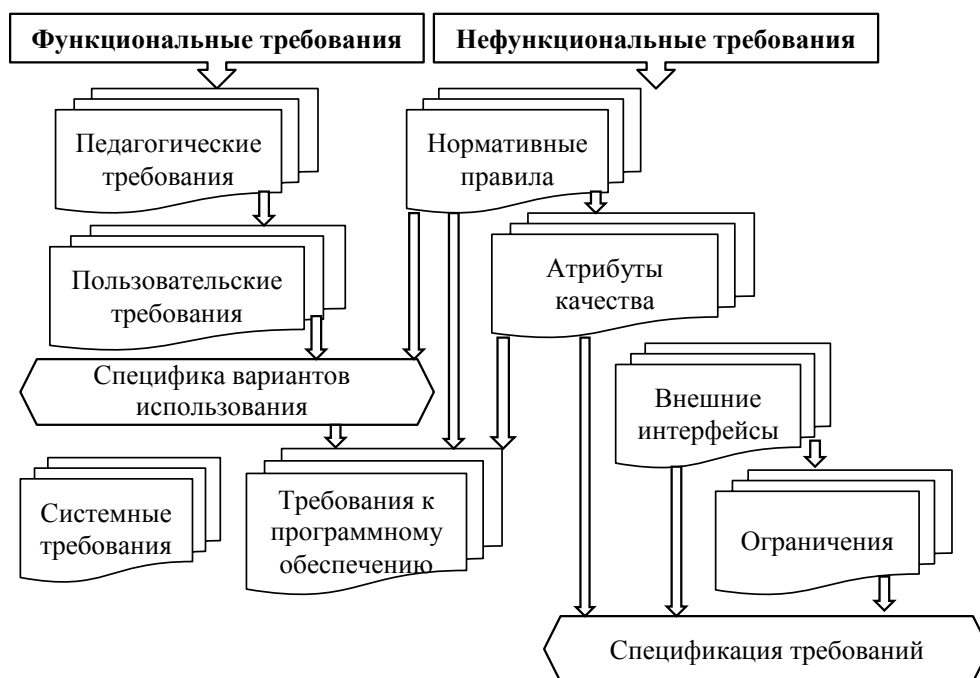 Функциональные требования
Нефункциональные требования
Педагогические
требования
Нормативные
правила
Пользовательские
требования
Атрибуты
качества
Специфика вариантов
использования
Внешние
интерфейсы
Системные
требования
Требования к
программному
обеспечению
Ограничения
Спецификация требований